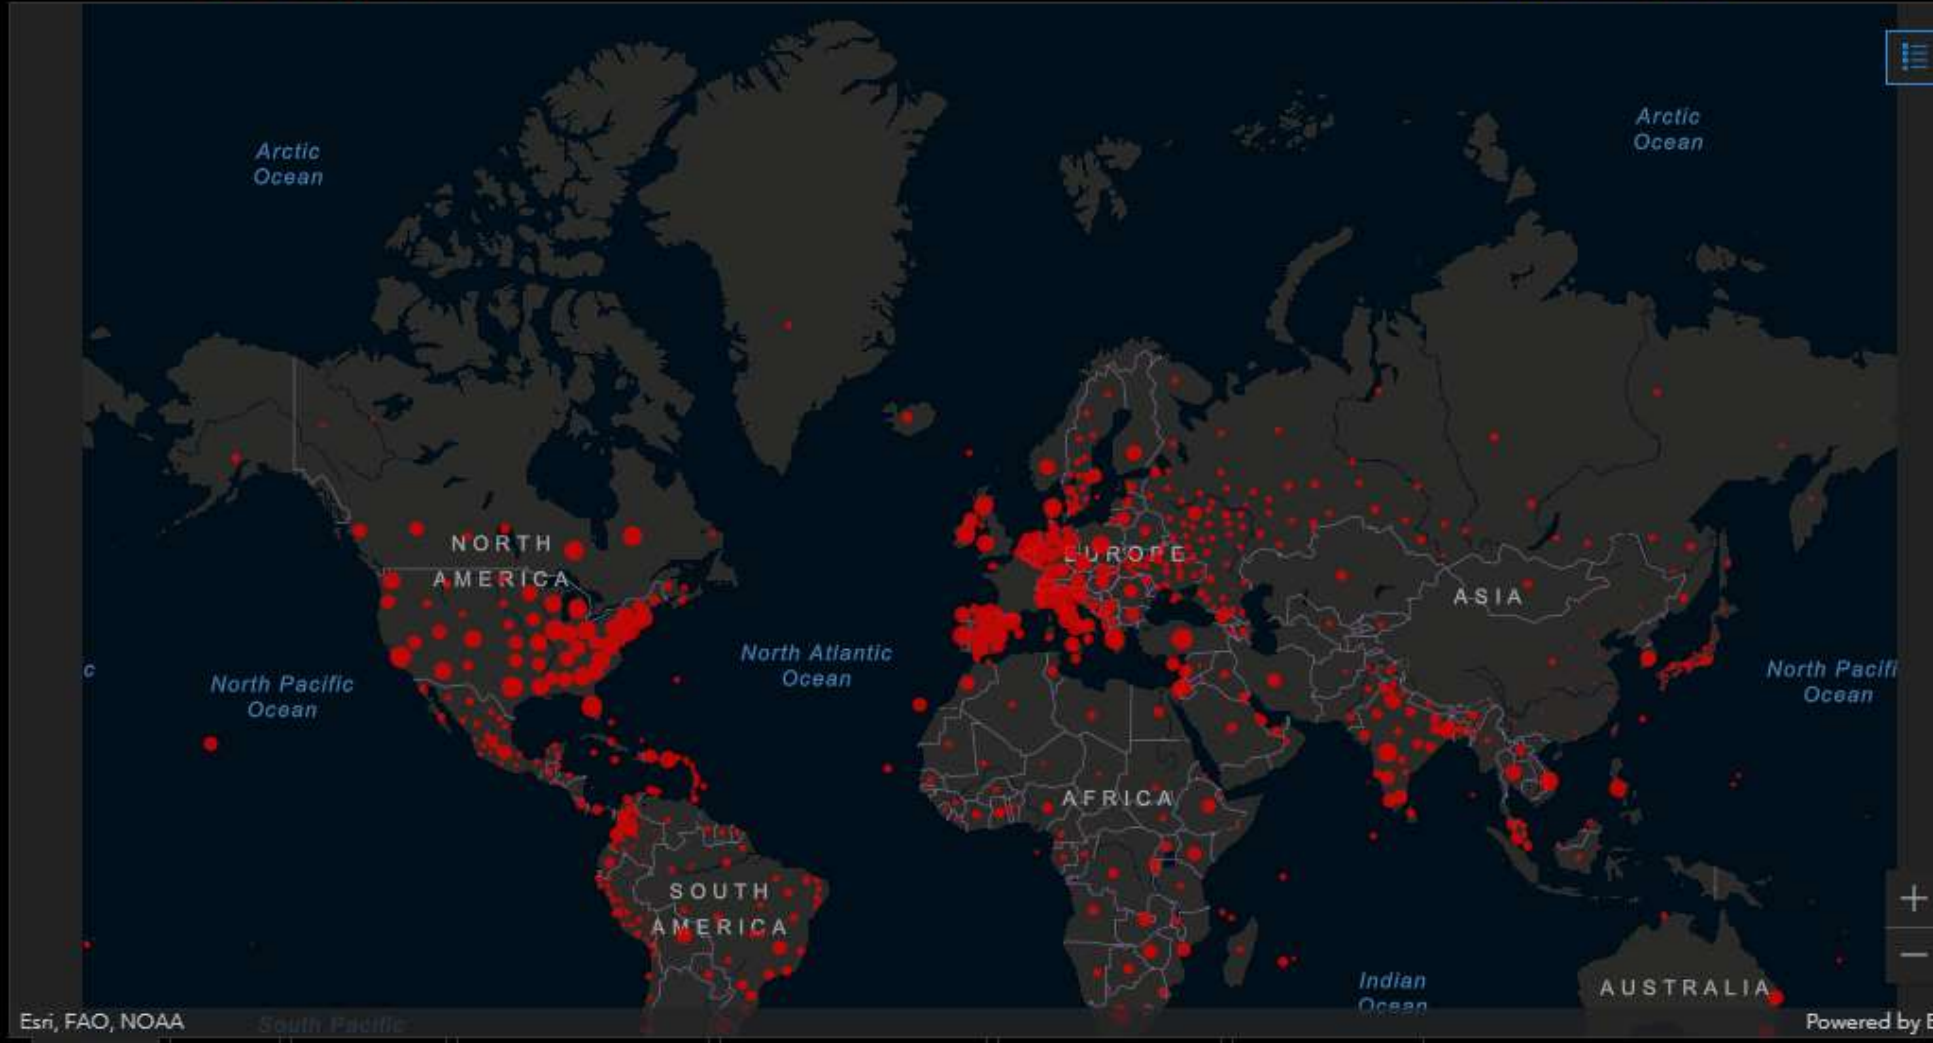 Arctic
Ocean
Arctic
Ocean
NORTH
AMERICA
EUROPE
ASIA
North Atlantic
Ocean
c
North Pacific
Ocean
North Pacifi
Ocean
AFRICA
SOUTH
AMERICA
Indian
Ocean
AUSTRALIA
South Pacific
Esri, FAO, NOAA
Powered by E